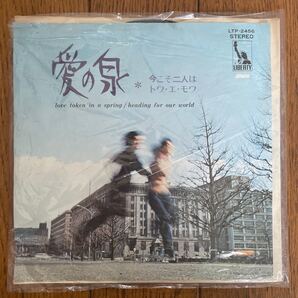 愛の泉
*
今こそ二人は
トワ・エ・モワ
love token in a spring / heading for our world
LTP-2456
STEREO
LIBERTY